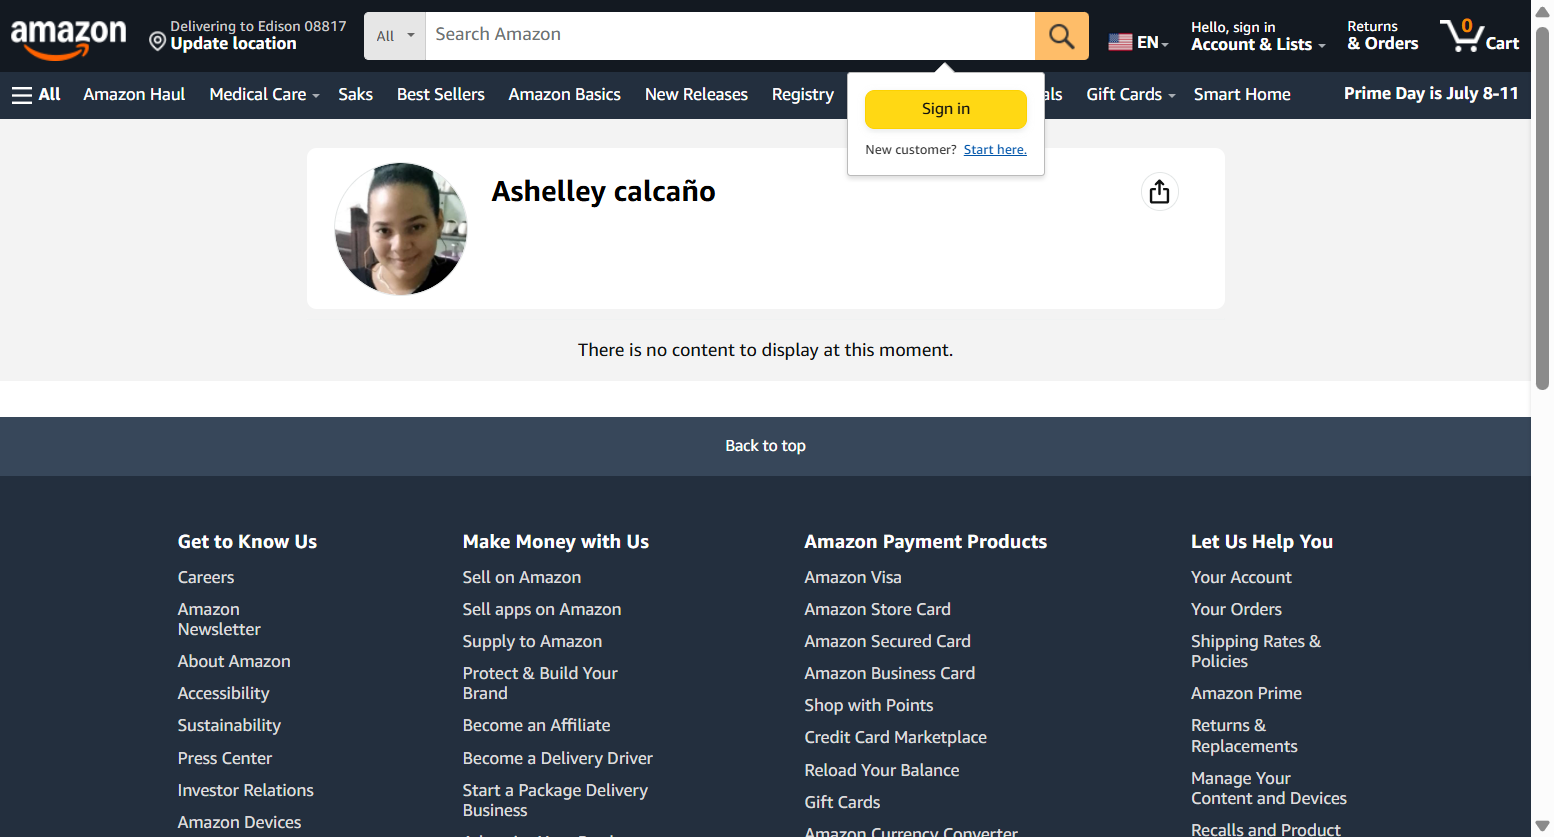 amazon
Delivering to Edison 08817
Update location
All
Search Amazon
EN
Hello, sign in
Account & Lists
Returns
& Orders
0
Cart
All
Amazon Haul
Medical Care
Saks
Best Sellers
Amazon Basics
New Releases
Registry
als
Gift Cards
Smart Home
Prime Day is July 8-11
Sign in
New customer? Start here.
Ashelley calcaño
There is no content to display at this moment.
Back to top
Get to Know Us
Careers
Amazon
Newsletter
About Amazon
Accessibility
Sustainability
Press Center
Investor Relations
Amazon Devices
Make Money with Us
Sell on Amazon
Sell apps on Amazon
Supply to Amazon
Protect & Build Your
Brand
Become an Affiliate
Become a Delivery Driver
Start a Package Delivery
Business
Amazon Payment Products
Amazon Visa
Amazon Store Card
Amazon Secured Card
Amazon Business Card
Shop with Points
Credit Card Marketplace
Reload Your Balance
Gift Cards
Amazon Currency Converter
Let Us Help You
Your Account
Your Orders
Shipping Rates &
Policies
Amazon Prime
Returns &
Replacements
Manage Your
Content and Devices
Recalls and Product